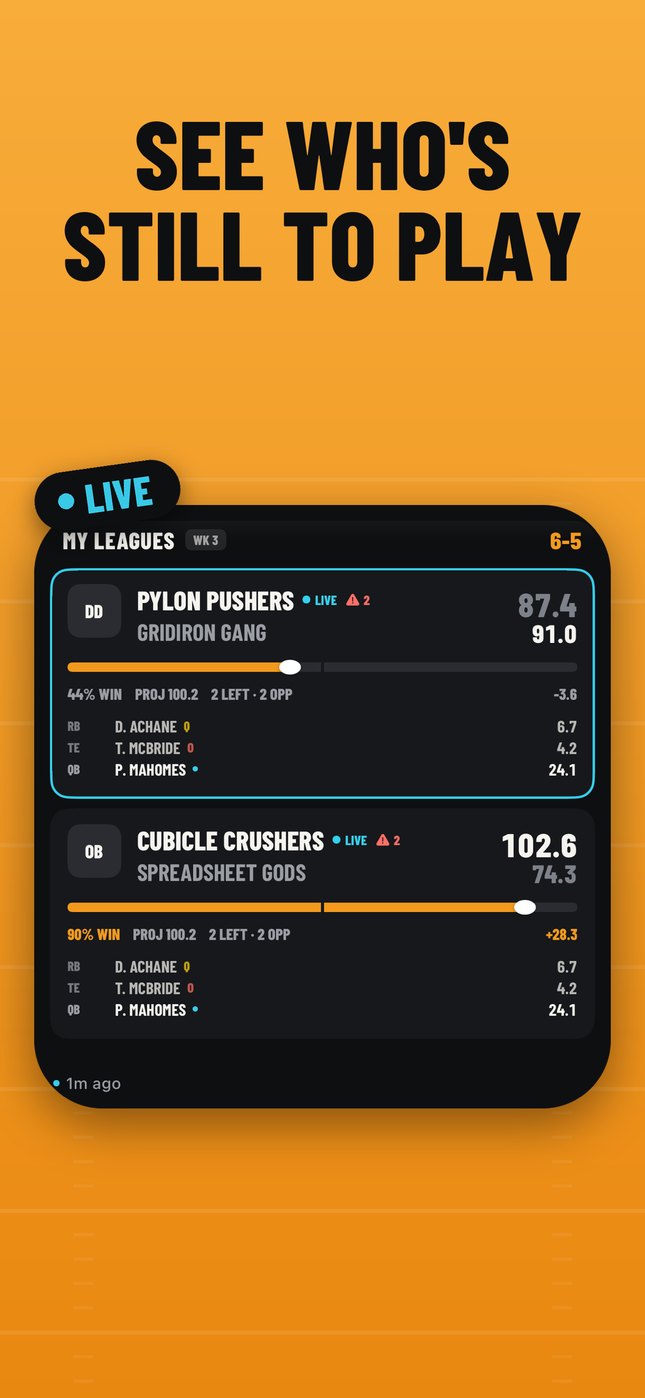 SEE WHO'S
STILL TO PLAY
LIVE
MY LEAGUES WK 3 6-5
DD PYLON PUSHERS LIVE 2 87.4
GRIDIRON GANG 91.0
44% WIN PROJ 100.2 2 LEFT · 2 OPP -3.6
RB D. ACHANE Q 6.7
TE T. MCBRIDE O 4.2
QB P. MAHOMES 24.1
OB CUBICLE CRUSHERS LIVE 2 102.6
SPREADSHEET GODS 74.3
90% WIN PROJ 100.2 2 LEFT · 2 OPP +28.3
RB D. ACHANE Q 6.7
TE T. MCBRIDE O 4.2
QB P. MAHOMES 24.1
1m ago